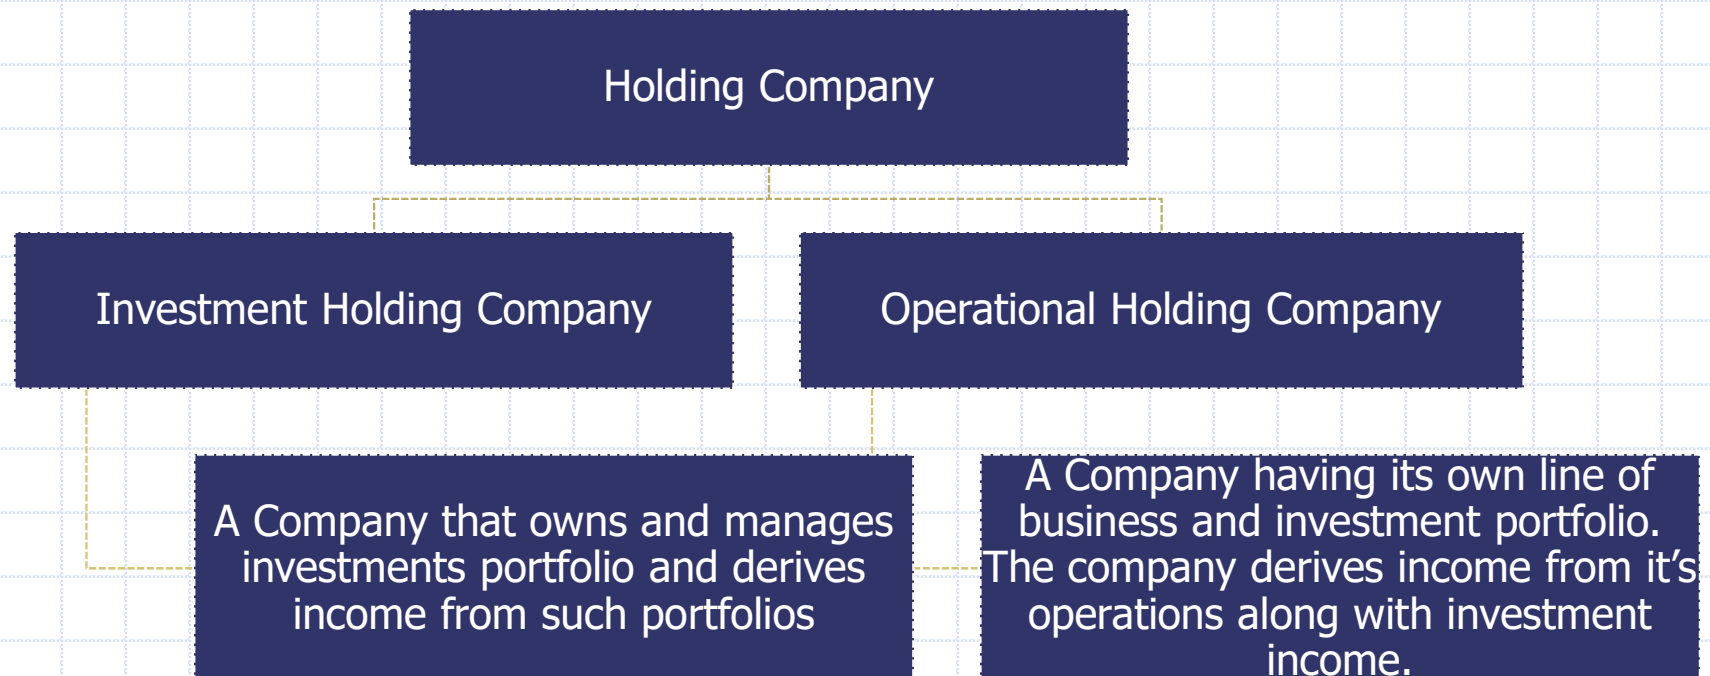 Holding Company
Investment Holding Company
Operational Holding Company
A Company that owns and manages
investments portfolio and derives
income from such portfolios
A Company having its own line of
business and investment portfolio.
The company derives income from it’s
operations along with investment
income.